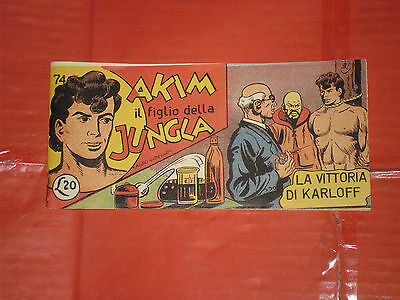 74
AKIM
il figlio della
JUNGLA
£20
LA VITTORIA
DI KARLOFF